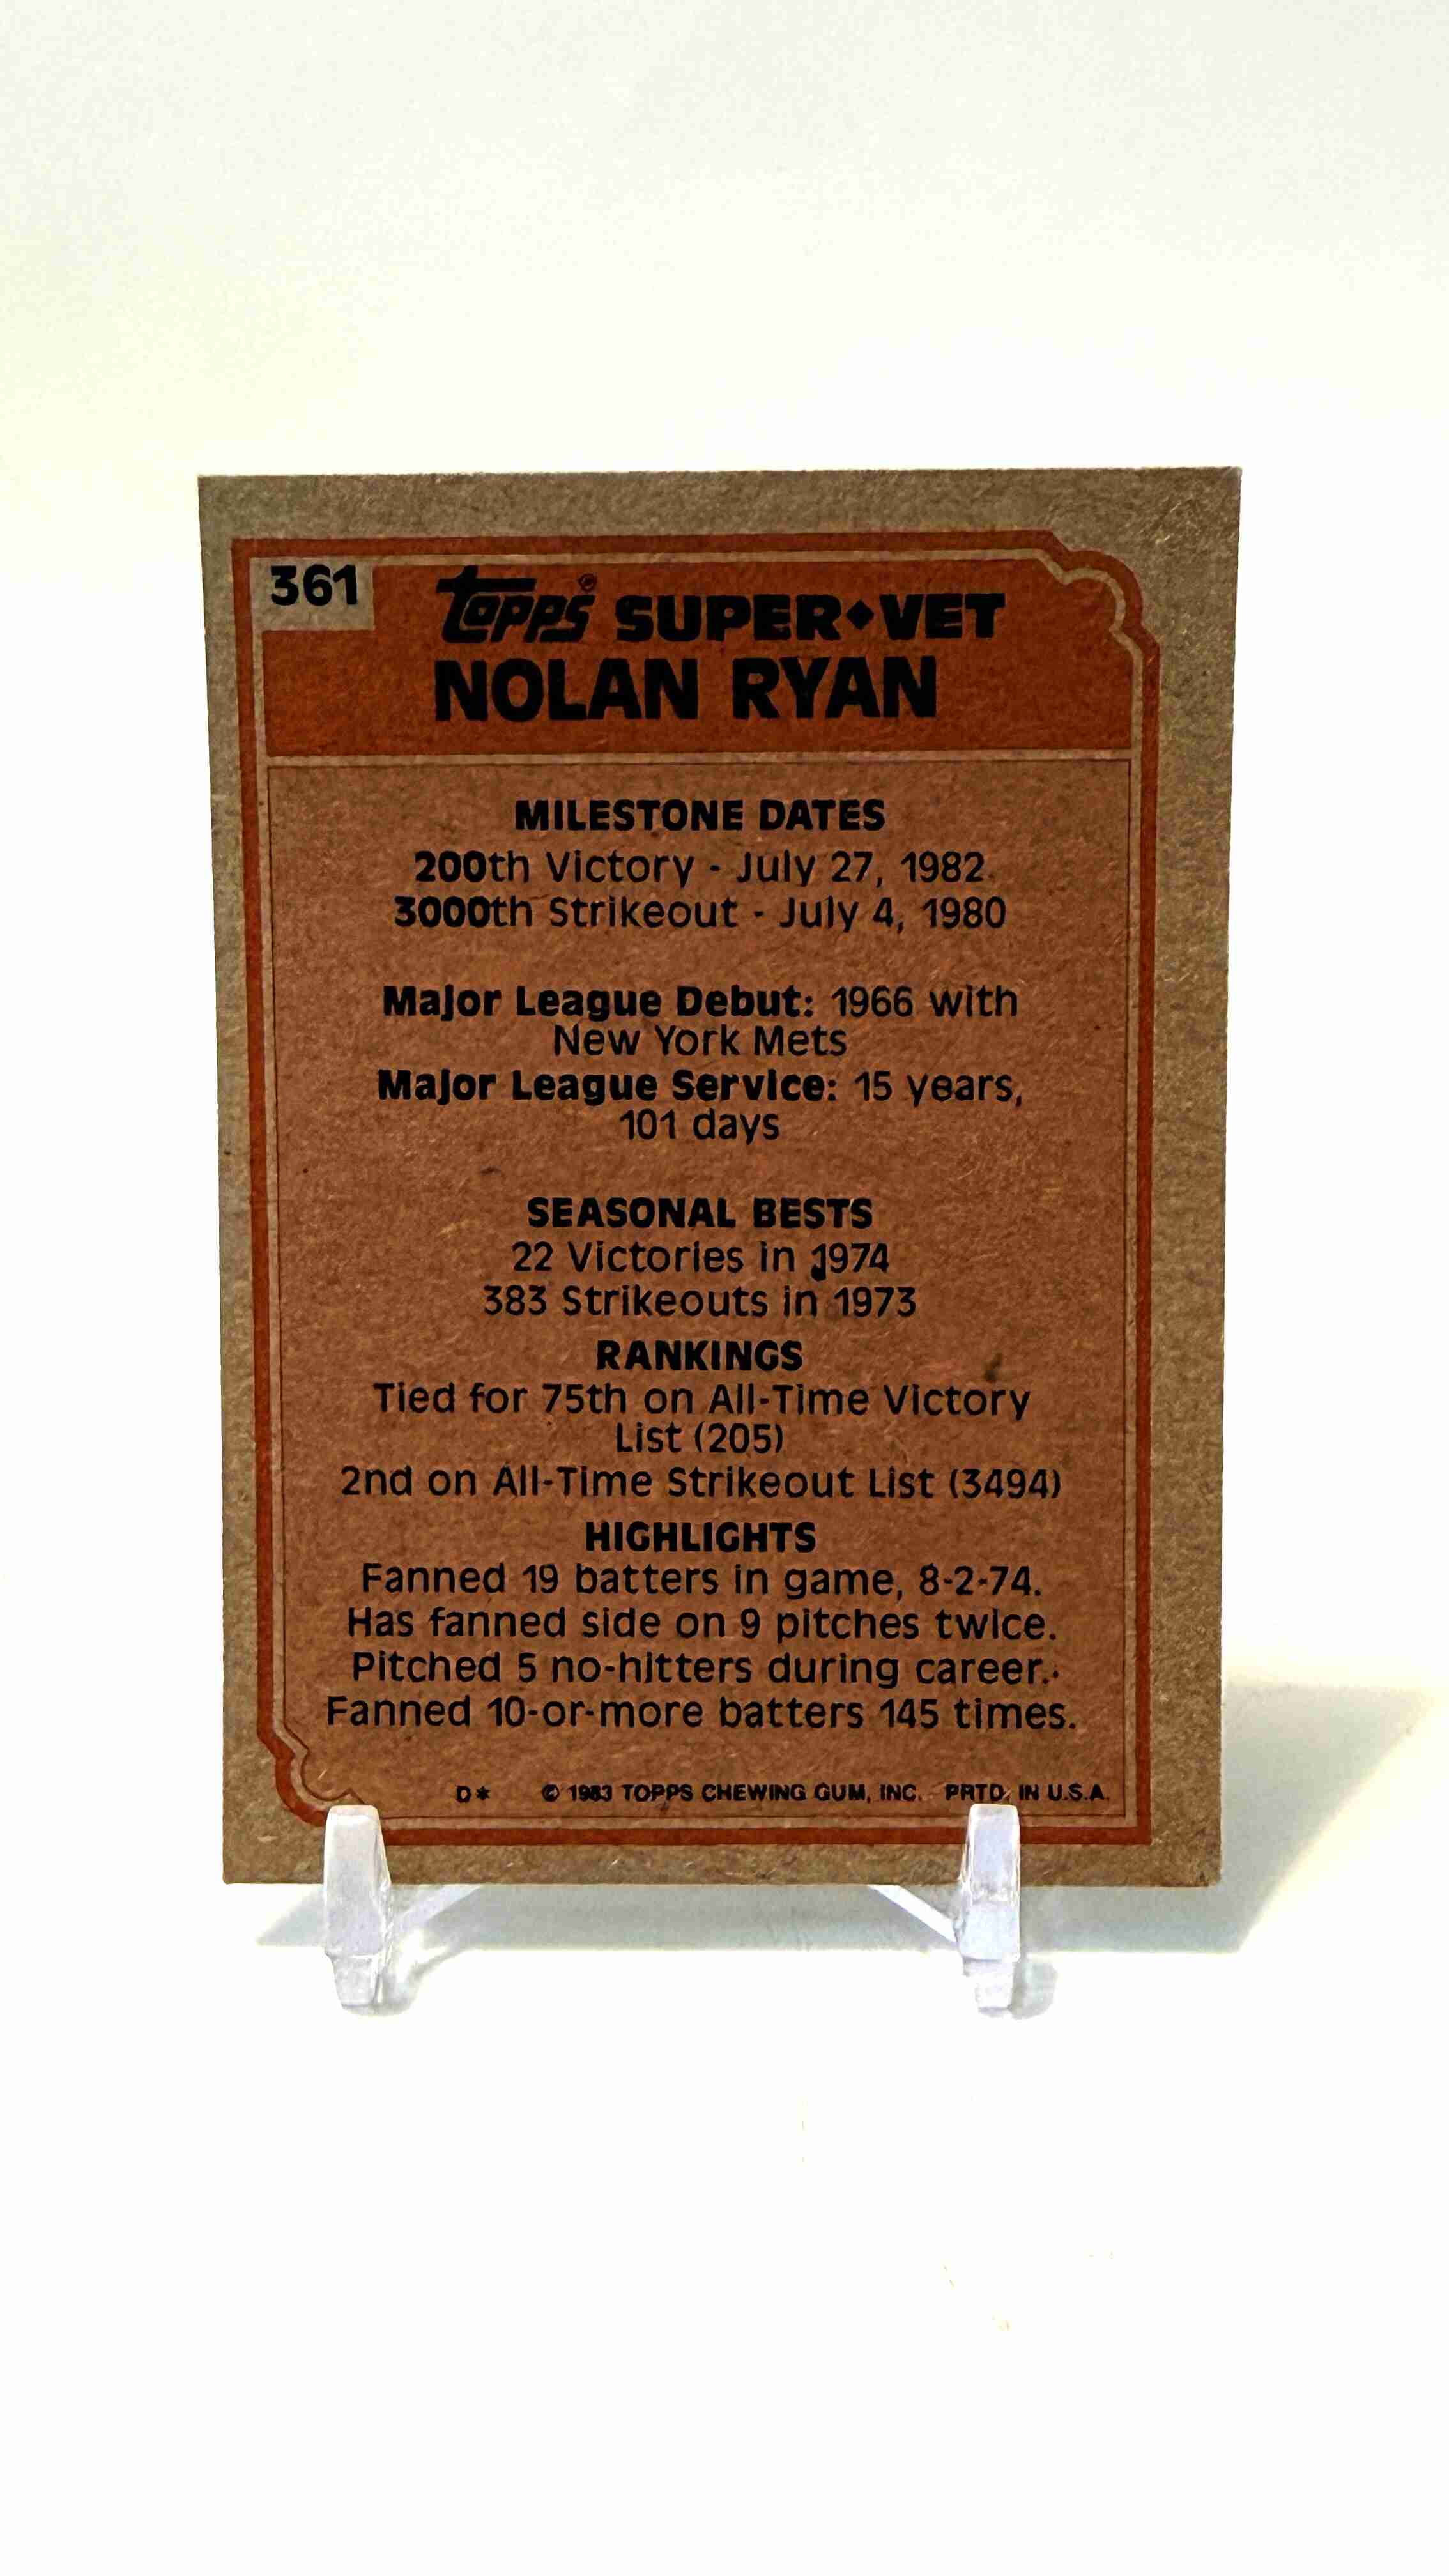 361
Topps® SUPER♦VET
NOLAN RYAN
MILESTONE DATES
200th Victory - July 27, 1982
3000th Strikeout - July 4, 1980
Major League Debut: 1966 with
New York Mets
Major League Service: 15 years,
101 days
SEASONAL BESTS
22 Victories in 1974
383 Strikeouts in 1973
RANKINGS
Tied for 75th on All-Time Victory
List (205)
2nd on All-Time Strikeout List (3494)
HIGHLIGHTS
Fanned 19 batters in game, 8-2-74.
Has fanned side on 9 pitches twice.
Pitched 5 no-hitters during career.
Fanned 10-or-more batters 145 times.
D* © 1983 TOPPS CHEWING GUM, INC. PRTD. IN U.S.A.